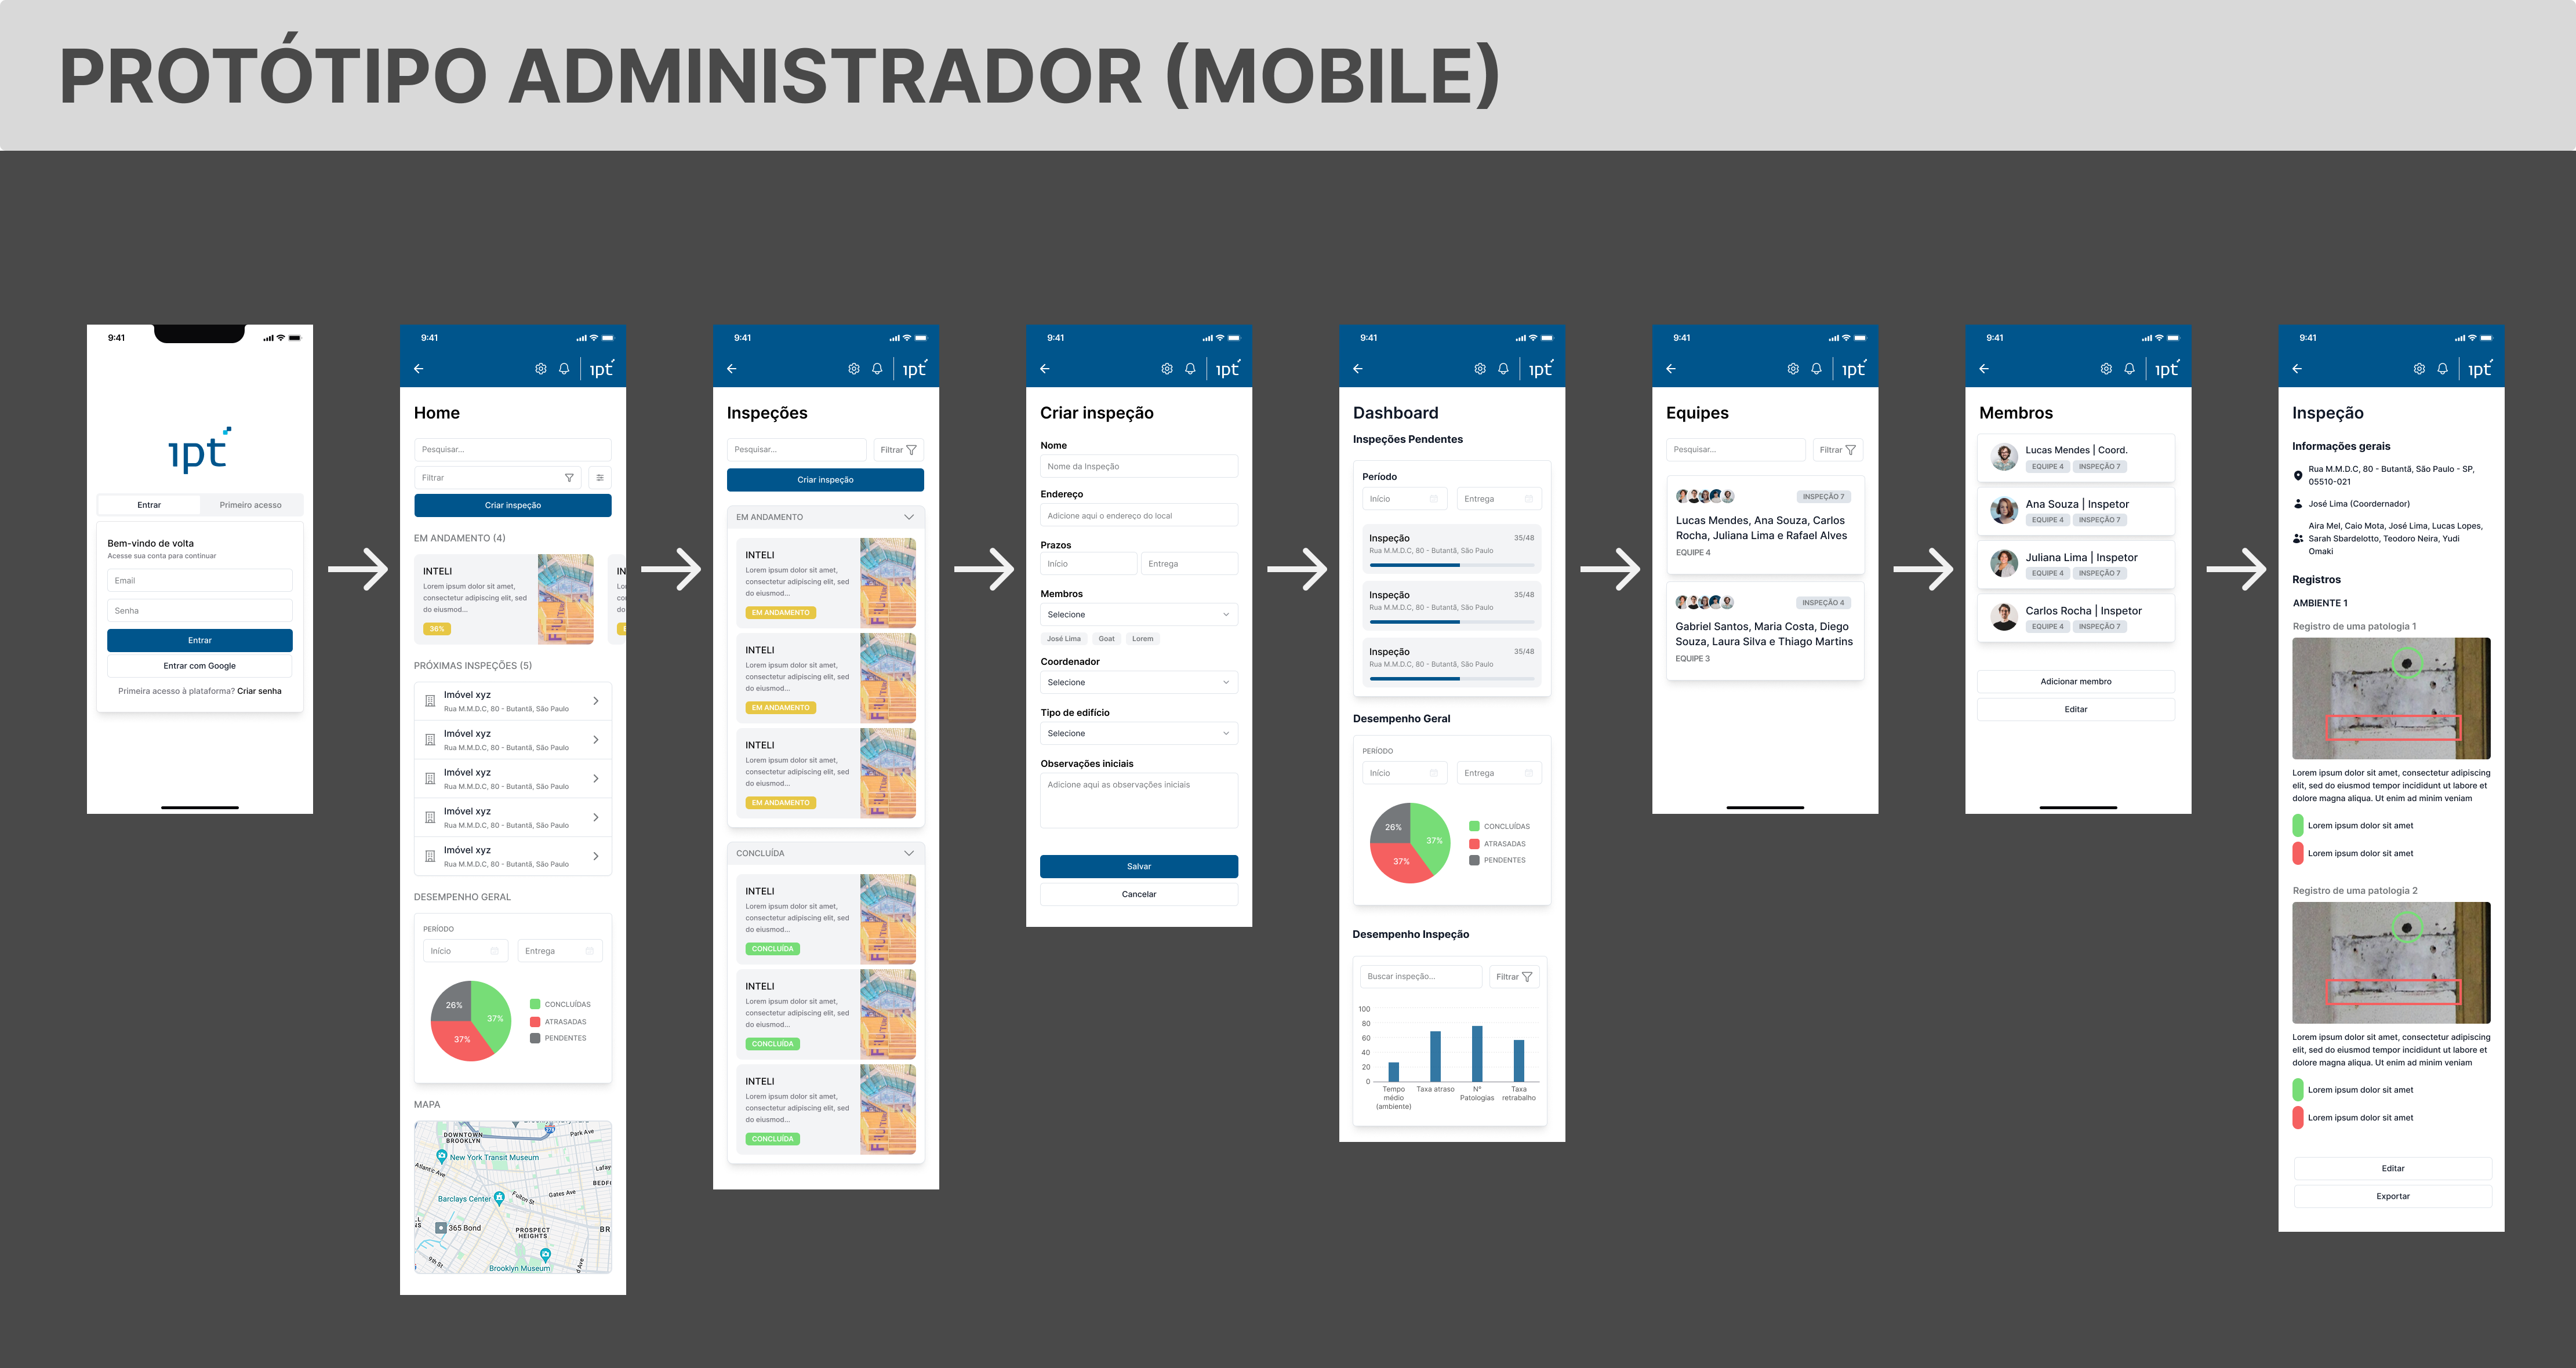 PROTÓTIPO ADMINISTRADOR (MOBILE)
9:41
ipt
Entrar
Primeiro acesso
Bem-vindo de volta
Acesse sua conta para continuar
Email
Senha
Entrar
Entrar com Google
Primeira acesso à plataforma? Criar senha
9:41
ipt
Home
Pesquisar...
Filtrar
Criar inspeção
EM ANDAMENTO (4)
INTELI
Lorem ipsum dolor sit amet,
consectetur adipiscing elit, sed
do eiusmod...
36%
IN
Lo
co
do
E
PRÓXIMAS INSPEÇÕES (5)
Imóvel xyz
Rua M.M.D.C, 80 - Butantã, São Paulo
Imóvel xyz
Rua M.M.D.C, 80 - Butantã, São Paulo
Imóvel xyz
Rua M.M.D.C, 80 - Butantã, São Paulo
Imóvel xyz
Rua M.M.D.C, 80 - Butantã, São Paulo
Imóvel xyz
Rua M.M.D.C, 80 - Butantã, São Paulo
DESEMPENHO GERAL
PERÍODO
Início
Entrega
26%
37%
37%
CONCLUÍDAS
ATRASADAS
PENDENTES
MAPA
DOWNTOWN
BROOKLYN
Park Ave
New York Transit Museum
Atlantic Ave
Lafay
BEDF
Barclays Center
Fulton St
Gates Ave
365 Bond
PROSPECT
HEIGHTS
BR
9th St
Brooklyn Museum
d Ave
9:41
ipt
Inspeções
Pesquisar...
Filtrar
Criar inspeção
EM ANDAMENTO
INTELI
Lorem ipsum dolor sit amet,
consectetur adipiscing elit, sed
do eiusmod...
EM ANDAMENTO
INTELI
Lorem ipsum dolor sit amet,
consectetur adipiscing elit, sed
do eiusmod...
EM ANDAMENTO
INTELI
Lorem ipsum dolor sit amet,
consectetur adipiscing elit, sed
do eiusmod...
EM ANDAMENTO
CONCLUÍDA
INTELI
Lorem ipsum dolor sit amet,
consectetur adipiscing elit, sed
do eiusmod...
CONCLUÍDA
INTELI
Lorem ipsum dolor sit amet,
consectetur adipiscing elit, sed
do eiusmod...
CONCLUÍDA
INTELI
Lorem ipsum dolor sit amet,
consectetur adipiscing elit, sed
do eiusmod...
CONCLUÍDA
9:41
ipt
Criar inspeção
Nome
Nome da Inspeção
Endereço
Adicione aqui o endereço do local
Prazos
Início
Entrega
Membros
Selecione
José Lima
Goat
Lorem
Coordenador
Selecione
Tipo de edifício
Selecione
Observações iniciais
Adicione aqui as observações iniciais
Salvar
Cancelar
9:41
ipt
Dashboard
Inspeções Pendentes
Período
Início
Entrega
Inspeção
35/48
Rua M.M.D.C, 80 - Butantã, São Paulo
Inspeção
35/48
Rua M.M.D.C, 80 - Butantã, São Paulo
Inspeção
35/48
Rua M.M.D.C, 80 - Butantã, São Paulo
Desempenho Geral
PERÍODO
Início
Entrega
26%
37%
37%
CONCLUÍDAS
ATRASADAS
PENDENTES
Desempenho Inspeção
Buscar inspeção...
Filtrar
100
80
60
40
20
0
Tempo
médio
(ambiente)
Taxa atraso
Nº
Patologias
Taxa
retrabalho
9:41
ipt
Equipes
Pesquisar...
Filtrar
INSPEÇÃO 7
Lucas Mendes, Ana Souza, Carlos
Rocha, Juliana Lima e Rafael Alves
EQUIPE 4
INSPEÇÃO 4
Gabriel Santos, Maria Costa, Diego
Souza, Laura Silva e Thiago Martins
EQUIPE 3
9:41
ipt
Membros
Lucas Mendes | Coord.
EQUIPE 4
INSPEÇÃO 7
Ana Souza | Inspetor
EQUIPE 4
INSPEÇÃO 7
Juliana Lima | Inspetor
EQUIPE 4
INSPEÇÃO 7
Carlos Rocha | Inspetor
EQUIPE 4
INSPEÇÃO 7
Adicionar membro
Editar
9:41
ipt
Inspeção
Informações gerais
Rua M.M.D.C, 80 - Butantã, São Paulo - SP,
05510-021
José Lima (Coordernador)
Aira Mel, Caio Mota, José Lima, Lucas Lopes,
Sarah Sbardelotto, Teodoro Neira, Yudi
Omaki
Registros
AMBIENTE 1
Registro de uma patologia 1
Lorem ipsum dolor sit amet, consectetur adipiscing
elit, sed do eiusmod tempor incididunt ut labore et
dolore magna aliqua. Ut enim ad minim veniam
Lorem ipsum dolor sit amet
Lorem ipsum dolor sit amet
Registro de uma patologia 2
Lorem ipsum dolor sit amet, consectetur adipiscing
elit, sed do eiusmod tempor incididunt ut labore et
dolore magna aliqua. Ut enim ad minim veniam
Lorem ipsum dolor sit amet
Lorem ipsum dolor sit amet
Editar
Exportar